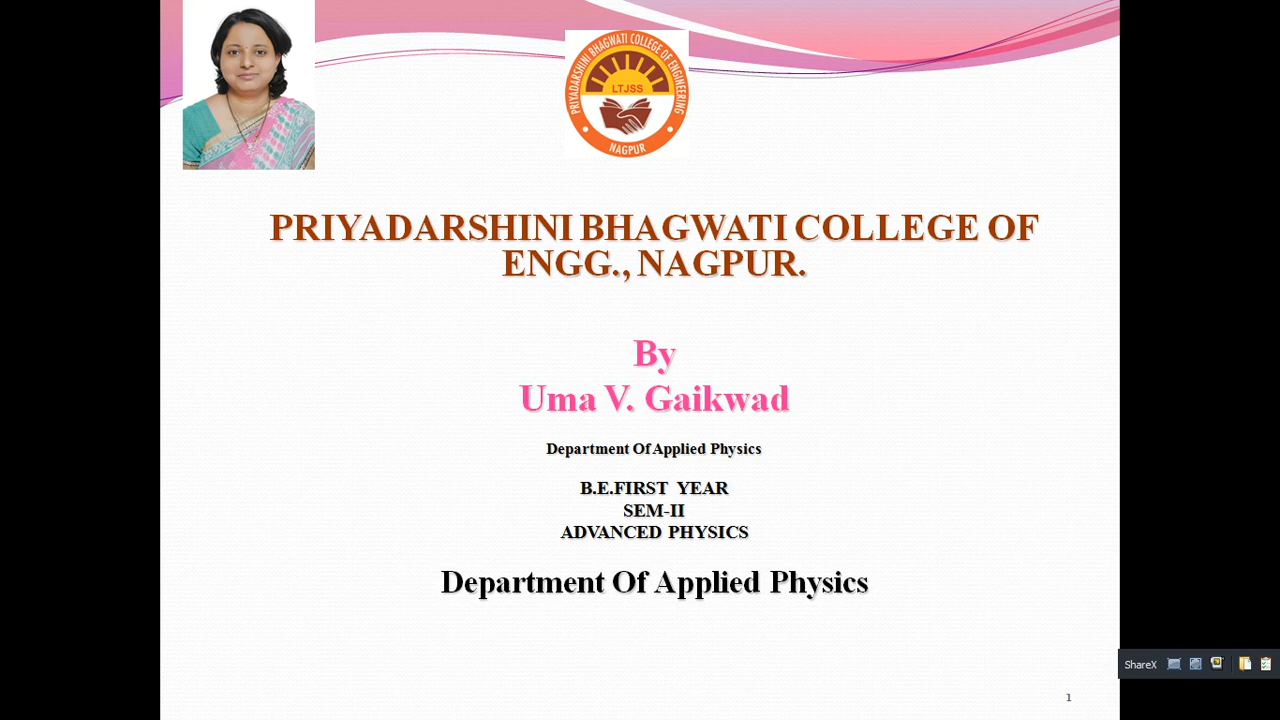 PRIYADARSHINI BHAGWATI COLLEGE OF ENGINEERING
LTJSS
NAGPUR
PRIYADARSHINI BHAGWATI COLLEGE OF
ENGG., NAGPUR.
By
Uma V. Gaikwad
Department Of Applied Physics
B.E.FIRST YEAR
SEM-II
ADVANCED PHYSICS
Department Of Applied Physics
ShareX
1